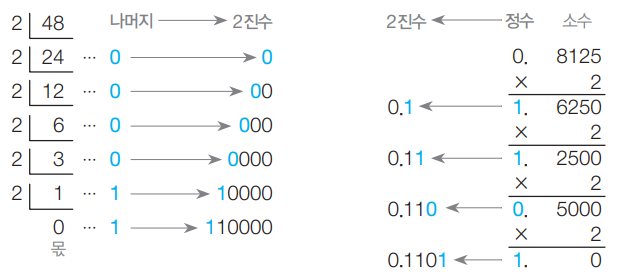 2 48 나머지 2진수
2 24 ··· 0 0
2 12 ··· 0 00
2 6 ··· 0 000
2 3 ··· 0 0000
2 1 ··· 1 10000
0 ··· 1 110000
몫
2진수 정수 소수
0. 8125
× 2
0.1 1. 6250
× 2
0.11 1. 2500
× 2
0.110 0. 5000
× 2
0.1101 1. 0